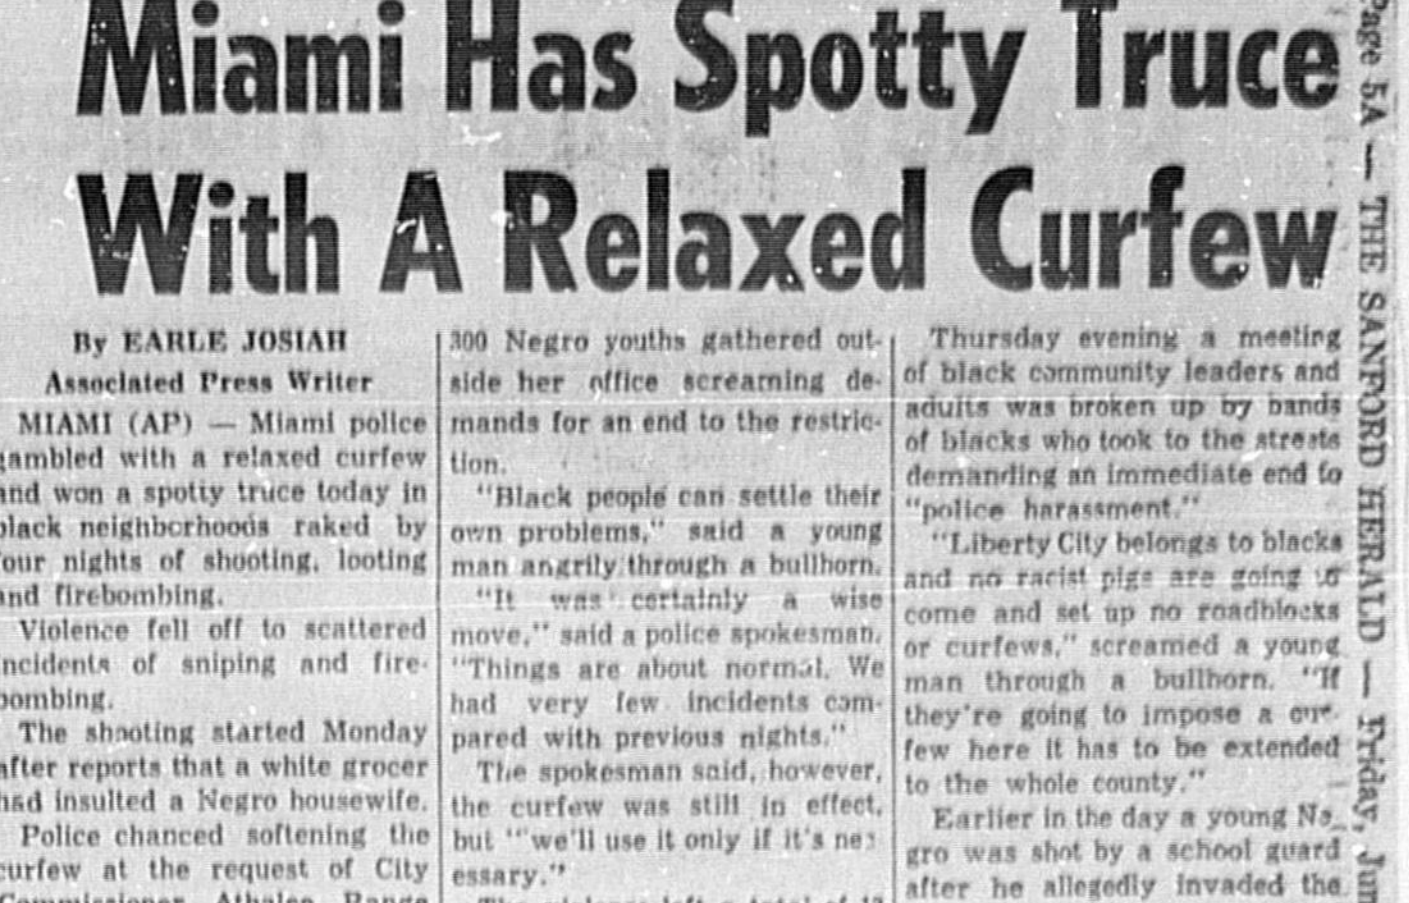 Miami Has Spotty Truce
With A Relaxed Curfew
By EARLE JOSIAH
Associated Press Writer
MIAMI (AP) — Miami police
gambled with a relaxed curfew
and won a spotty truce today in
black neighborhoods raked by
four nights of shooting, looting
and firebombing.
Violence fell off to scattered
incidents of sniping and fire-
bombing.
The shooting started Monday
after reports that a white grocer
had insulted a Negro housewife.
Police chanced softening the
curfew at the request of City
Commissioner Athalee Range
300 Negro youths gathered out-
side her office screaming de-
mands for an end to the restric-
tion.
"Black people can settle their
own problems," said a young
man angrily through a bullhorn.
"It was certainly a wise
move," said a police spokesman.
"Things are about normal. We
had very few incidents com-
pared with previous nights."
The spokesman said, however,
the curfew was still in effect,
but "we'll use it only if it's nec
essary."
The violence left a total of
Thursday evening a meeting
of black community leaders and
adults was broken up by bands
of blacks who took to the streets
demanding an immediate end to
"police harassment."
"Liberty City belongs to blacks
and no racist pigs are going to
come and set up no roadblocks
or curfews," screamed a young
man through a bullhorn. "If
they're going to impose a cur-
few here it has to be extended
to the whole county."
Earlier in the day a young Ne-
gro was shot by a school guard
after he allegedly invaded the
Page 5A — THE SANFORD HERALD — Friday, Jun